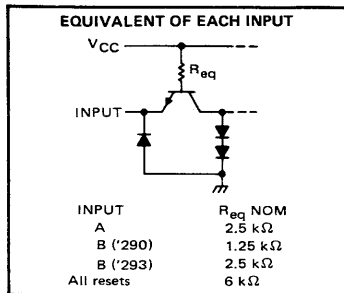 EQUIVALENT OF EACH INPUT
VCC
Req
INPUT
INPUT Req NOM
A 2.5 kΩ
B ('290) 1.25 kΩ
B ('293) 2.5 kΩ
All resets 6 kΩ